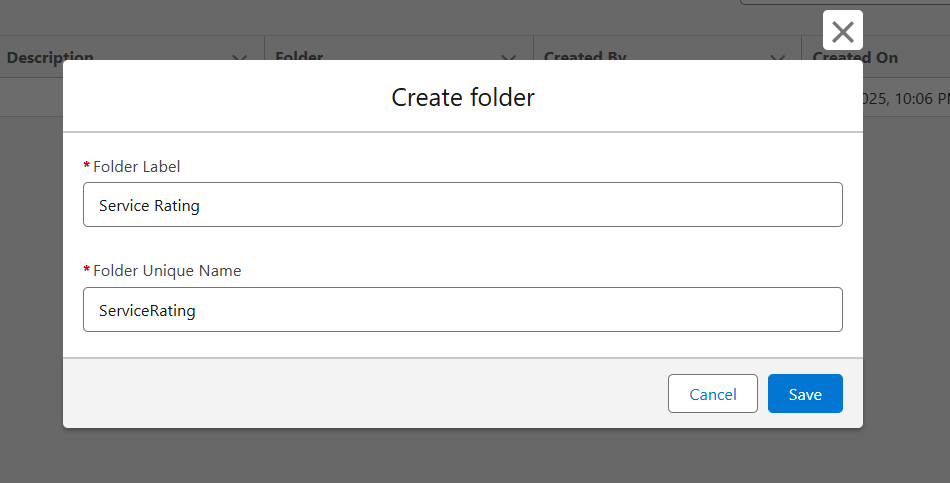 Description Folder Created By Created On
2025, 10:06 PM
Create folder
* Folder Label
Service Rating
* Folder Unique Name
ServiceRating
Cancel Save